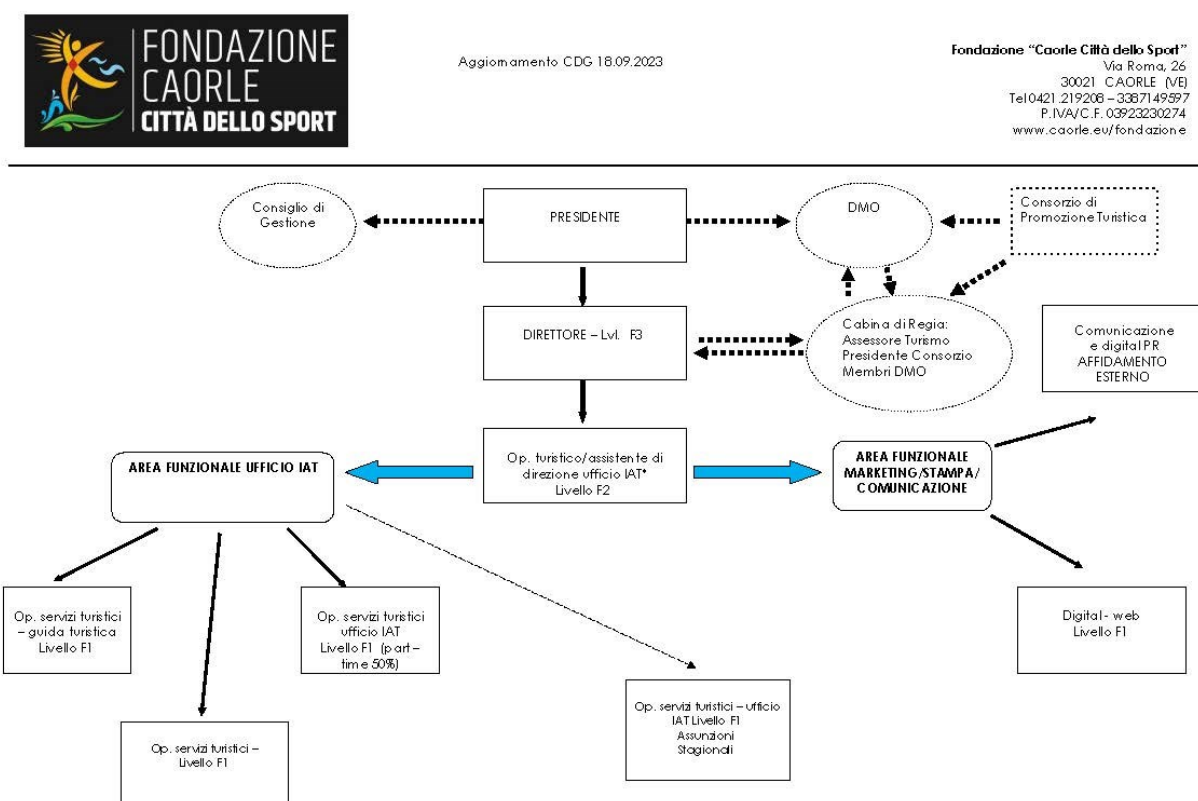 FONDAZIONE
CAORLE
CITTÀ DELLO SPORT
Aggiornamento CDG 18.09.2023
Fondazione "Caorle Città dello Sport"
Via Roma, 26
30021 CAORLE (VE)
Tel 0421.219208 – 3387149597
P.IVA/C.F. 03923230274
www.caorle.eu/fondazione
Consiglio di
Gestione
PRESIDENTE
DMO
Consorzio di
Promozione Turistica
DIRETTORE – Lvl. F3
Cabina di Regia:
Assessore Turismo
Presidente Consorzio
Membri DMO
Comunicazione
e digital PR
AFFIDAMENTO
ESTERNO
AREA FUNZIONALE UFFICIO IAT
Op. turistico/assistente di
direzione ufficio IAT*
Livello F2
AREA FUNZIONALE
MARKETING/STAMPA/
COMUNICAZIONE
Op. servizi turistici
– guida turistica
Livello F1
Op. servizi turistici
ufficio IAT
Livello F1 (part –
time 50%)
Digital - web
Livello F1
Op. servizi turistici – ufficio
IAT Livello F1
Assunzioni
Stagionali
Op. servizi turistici –
Livello F1